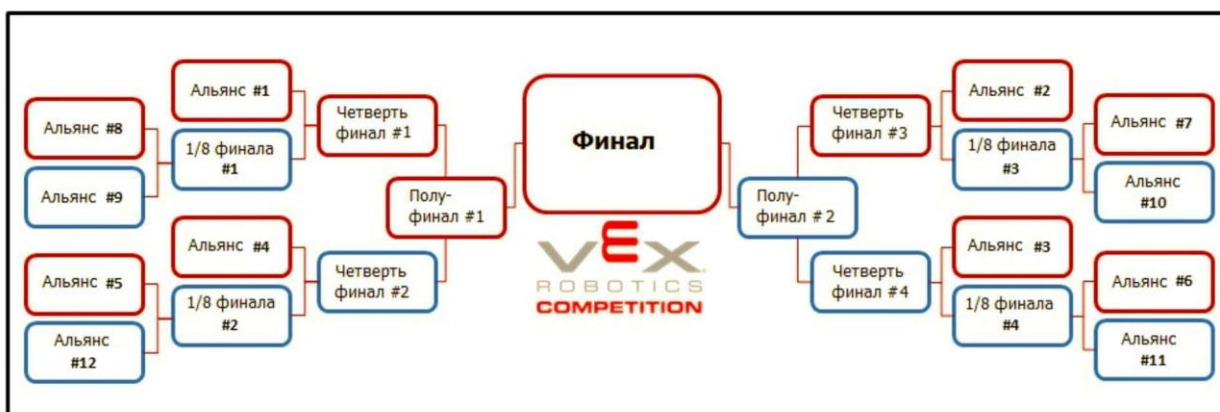 Альянс #8
Альянс #9
Альянс #5
Альянс
#12
Альянс #1
1/8 финала
#1
Альянс #4
1/8 финала
#2
Четверть
финал #1
Четверть
финал #2
Полу-
финал #1
Финал
VEX
ROBOTICS
COMPETITION
Полу-
финал # 2
Четверть
финал #3
Четверть
финал #4
Альянс #2
1/8 финала
#3
Альянс #3
1/8 финала
#4
Альянс #7
Альянс
#10
Альянс #6
Альянс
#11